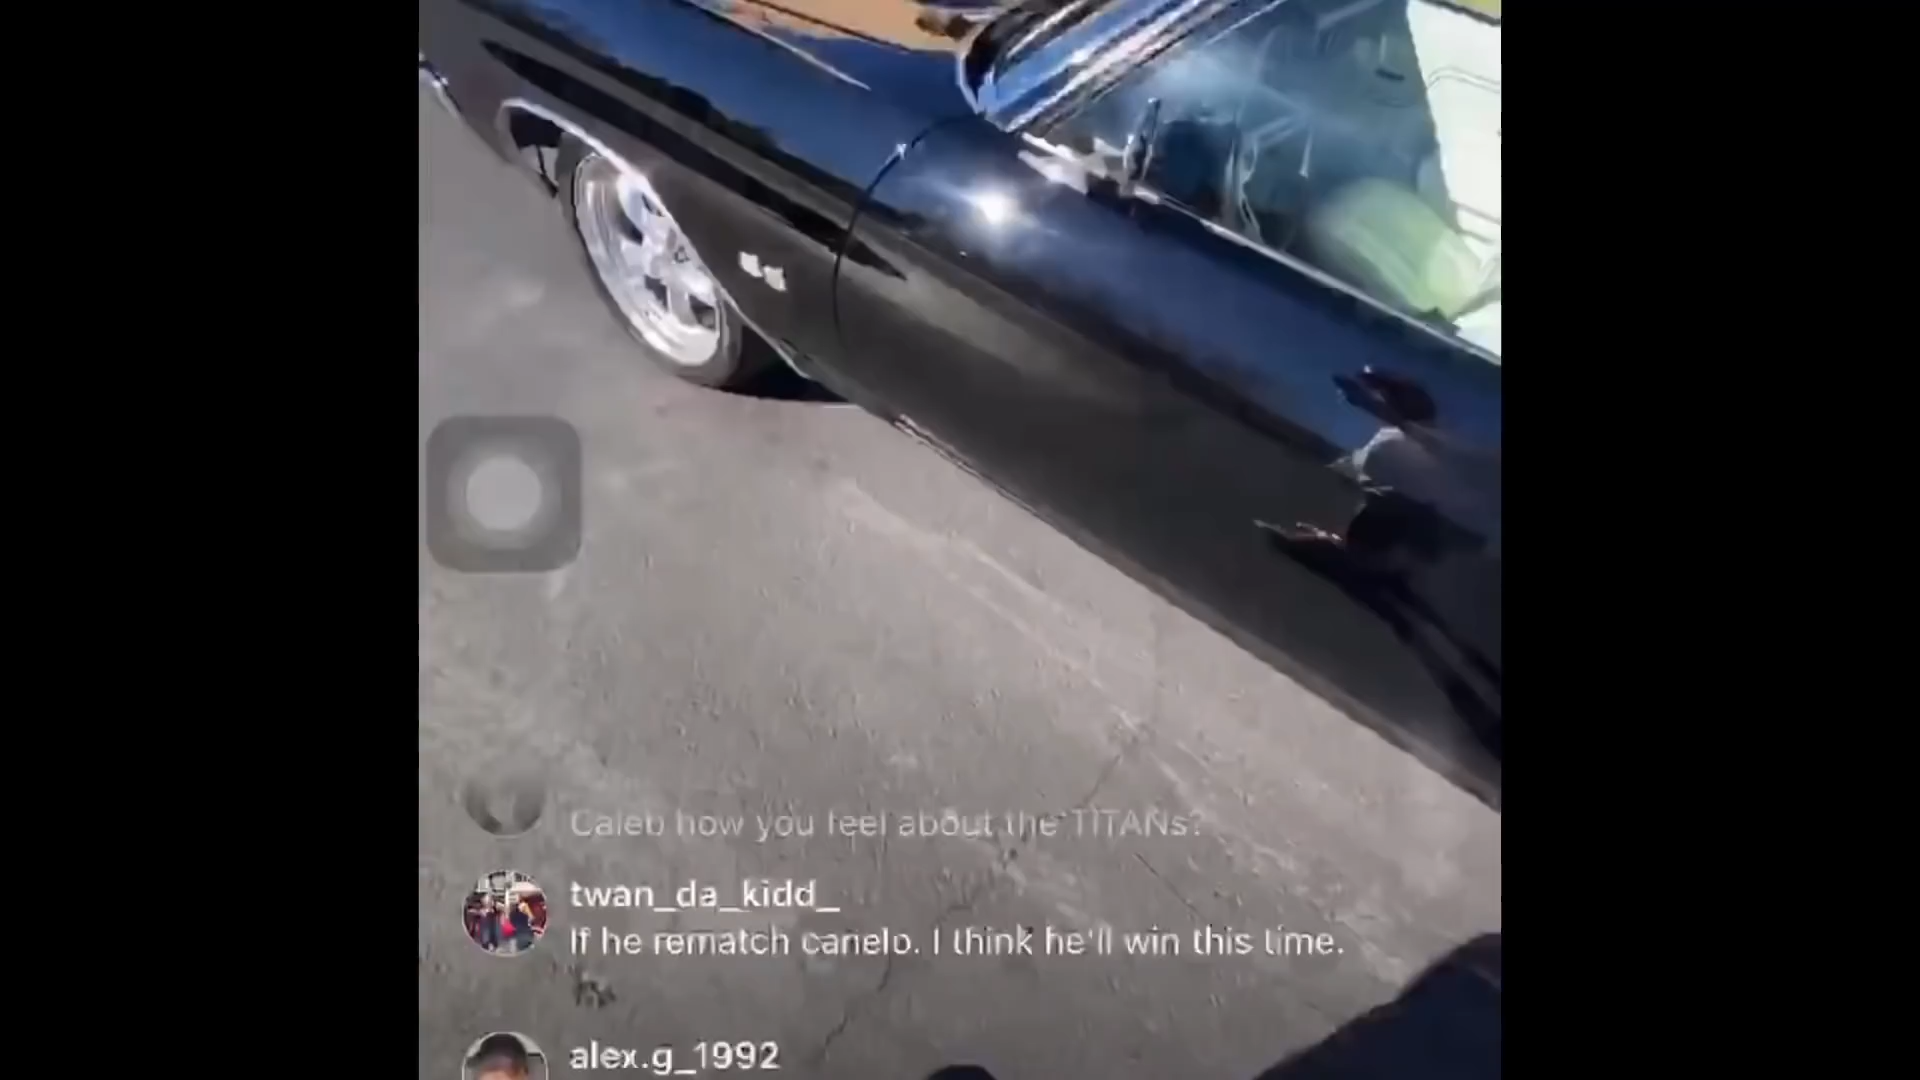 Caleb how you feel about the TITANs?
twan_da_kidd_
If he rematch canelo. I think he'll win this time.
alex.g_1992